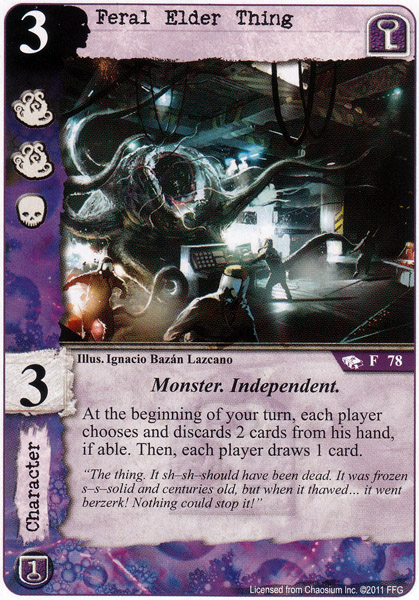 3
Feral Elder Thing
Illus. Ignacio Bazán Lazcano
F 78
3
Monster. Independent.
At the beginning of your turn, each player
chooses and discards 2 cards from his hand,
if able. Then, each player draws 1 card.
“The thing. It sh–sh–should have been dead. It was frozen
s–s–solid and centuries old, but when it thawed… it went
berzerk! Nothing could stop it!”
Character
1
Licensed from Chaosium Inc. ©2011 FFG